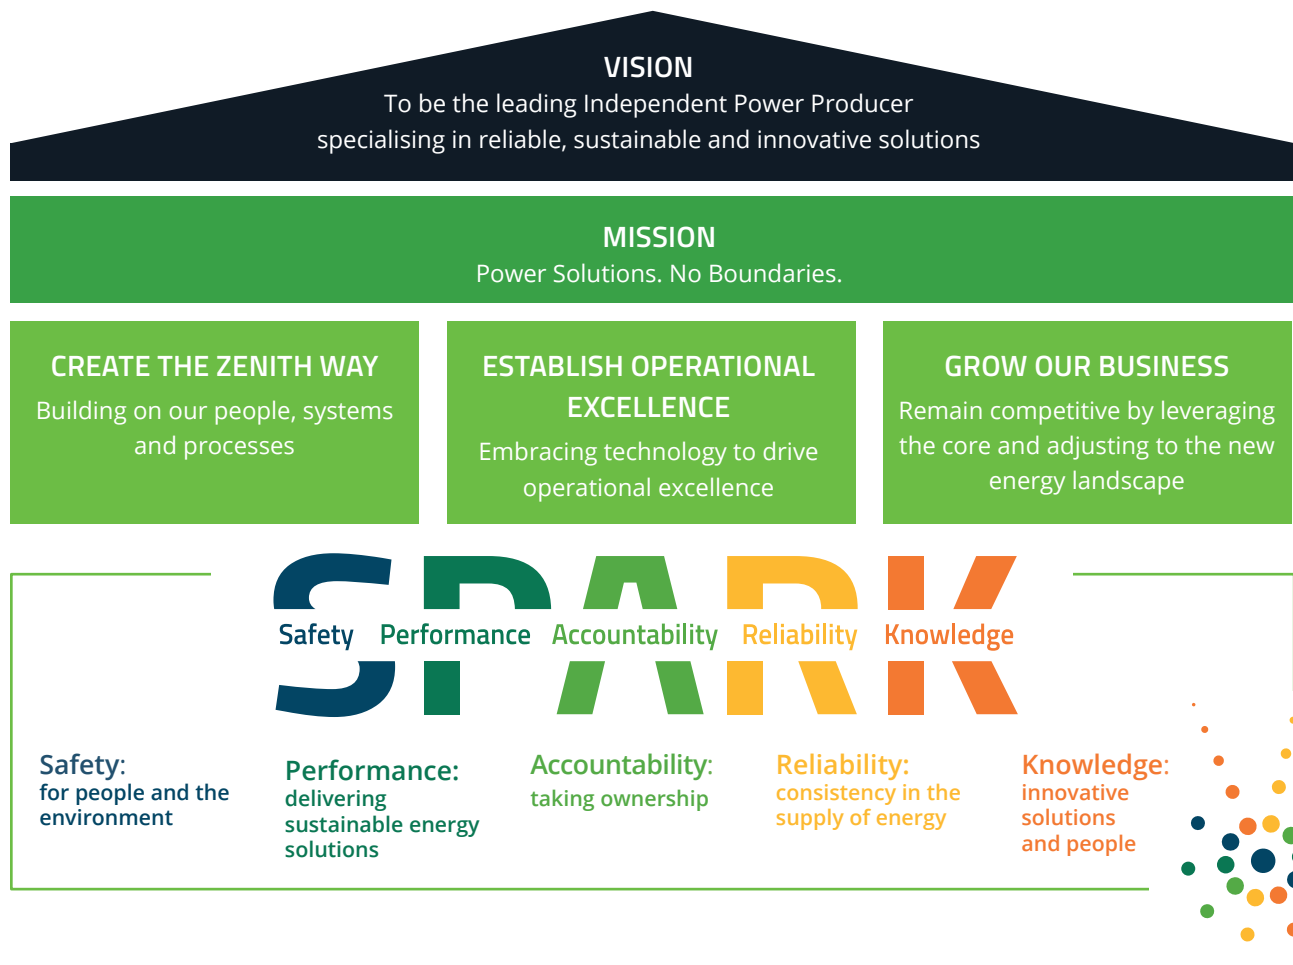 VISION
To be the leading Independent Power Producer
specialising in reliable, sustainable and innovative solutions
MISSION
Power Solutions. No Boundaries.
CREATE THE ZENITH WAY
Building on our people, systems
and processes
ESTABLISH OPERATIONAL
EXCELLENCE
Embracing technology to drive
operational excellence
GROW OUR BUSINESS
Remain competitive by leveraging
the core and adjusting to the new
energy landscape
SPARK
Safety Performance Accountability Reliability Knowledge
Safety:
for people and the
environment
Performance:
delivering
sustainable energy
solutions
Accountability:
taking ownership
Reliability:
consistency in the
supply of energy
Knowledge:
innovative
solutions
and people